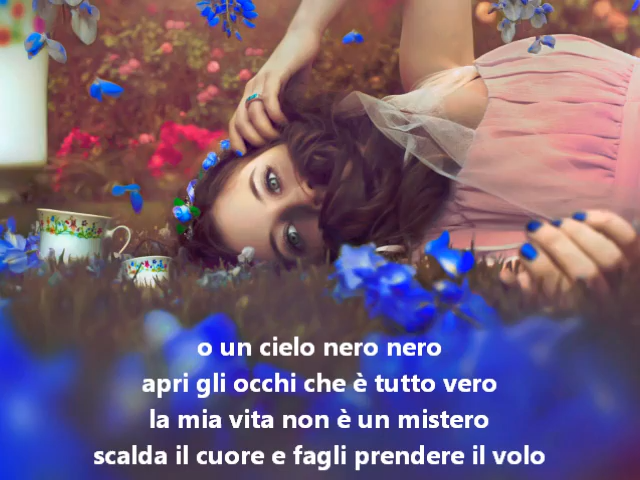 o un cielo nero nero
apri gli occhi che è tutto vero
la mia vita non è un mistero
scalda il cuore e fagli prendere il volo